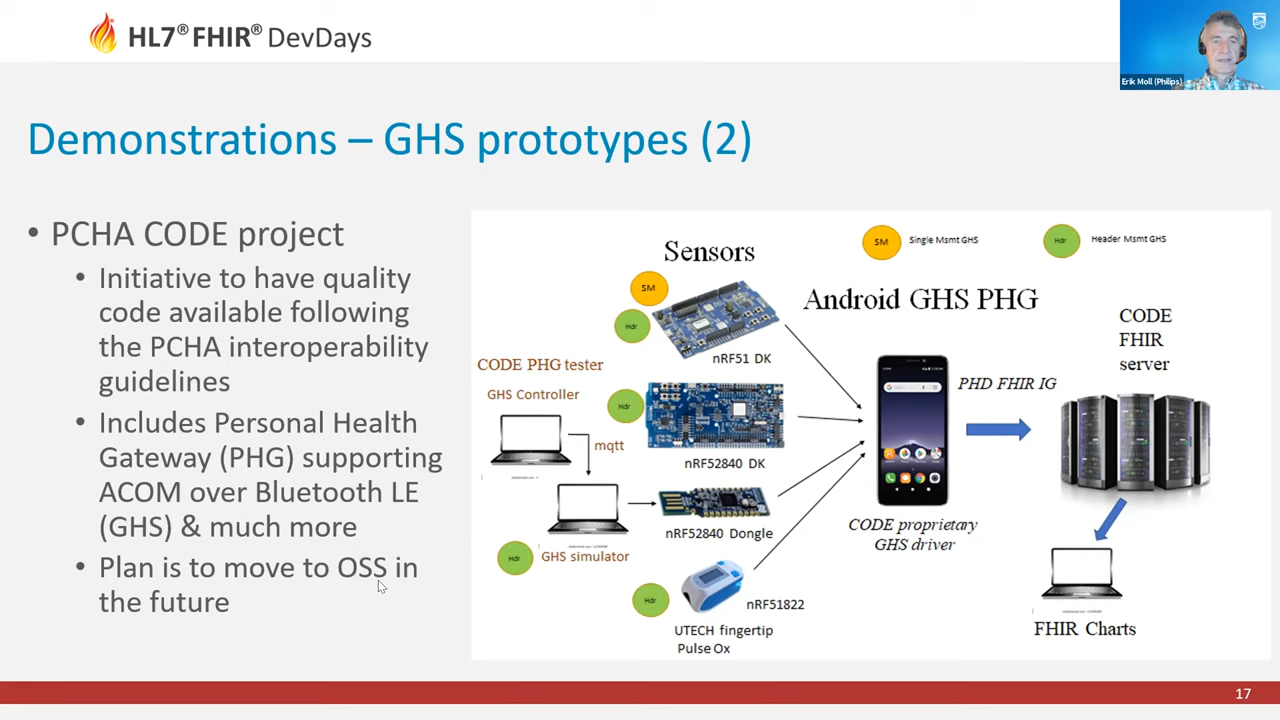 HL7® FHIR® DevDays
Erik Moll (Philips)
Demonstrations – GHS prototypes (2)
• PCHA CODE project
• Initiative to have quality
code available following
the PCHA interoperability
guidelines
• Includes Personal Health
Gateway (PHG) supporting
ACOM over Bluetooth LE
(GHS) & much more
• Plan is to move to OSS in
the future
Sensors
SM
Single Msmt GHS
Hdr
Header Msmt GHS
SM
Hdr
nRF51 DK
Android GHS PHG
CODE
FHIR
server
CODE PHG tester
GHS Controller
mqtt
Hdr
nRF52840 DK
PHD FHIR IG
nRF52840 Dongle
Hdr
GHS simulator
CODE proprietary
GHS driver
Hdr
nRF51822
UTECH fingertip
Pulse Ox
FHIR Charts
17